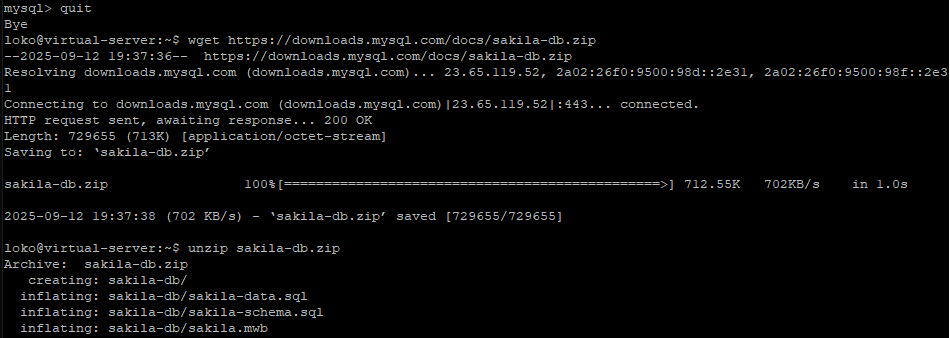 mysql> quit
Bye
loko@virtual-server:~$ wget https://downloads.mysql.com/docs/sakila-db.zip
--2025-09-12 19:37:36--  https://downloads.mysql.com/docs/sakila-db.zip
Resolving downloads.mysql.com (downloads.mysql.com)... 23.65.119.52, 2a02:26f0:9500:98d::2e31, 2a02:26f0:9500:98f::2e3
1
Connecting to downloads.mysql.com (downloads.mysql.com)|23.65.119.52|:443... connected.
HTTP request sent, awaiting response... 200 OK
Length: 729655 (713K) [application/octet-stream]
Saving to: ‘sakila-db.zip’
sakila-db.zip                 100%[===============================================>] 712.55K   702KB/s    in 1.0s
2025-09-12 19:37:38 (702 KB/s) - ‘sakila-db.zip’ saved [729655/729655]
loko@virtual-server:~$ unzip sakila-db.zip
Archive:  sakila-db.zip
   creating: sakila-db/
  inflating: sakila-db/sakila-data.sql
  inflating: sakila-db/sakila-schema.sql
  inflating: sakila-db/sakila.mwb